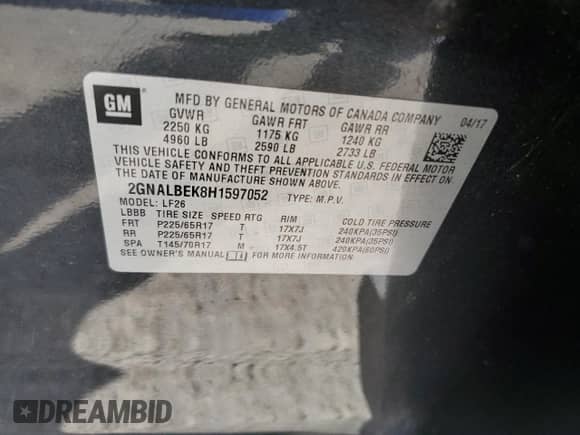 GM
MFD BY GENERAL MOTORS OF CANADA COMPANY 04/17
GVWR GAWR FRT GAWR RR
2250 KG 1175 KG 1240 KG
4960 LB 2590 LB 2733 LB
THIS VEHICLE CONFORMS TO ALL APPLICABLE U.S. FEDERAL MOTOR
VEHICLE SAFETY AND THEFT PREVENTION STANDARDS IN EFFECT ON
THE DATE OF MANUFACTURE SHOWN ABOVE.
2GNALBEK8H1597052 TYPE: M.P.V.
MODEL: LF26
LBBB TIRE SIZE SPEED RTG RIM COLD TIRE PRESSURE
FRT P225/65R17 T 17X7J 240KPA(35PSI)
RR P225/65R17 T 17X7J 240KPA(35PSI)
SPA T145/70R17 M 17X4.5T 420KPA(60PSI)
SEE OWNER'S MANUAL FOR MORE INFORMATION.
DREAMBID